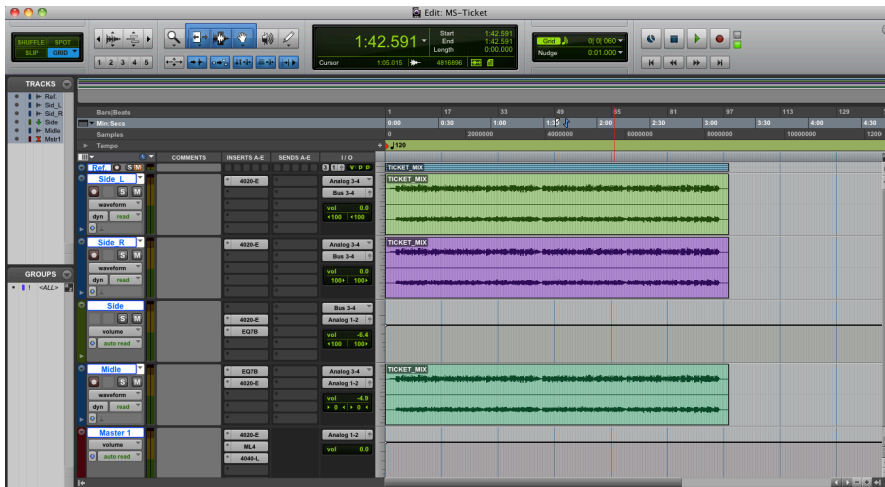 Edit: MS-Ticket
SHUFFLE SPOT
SLIP GRID
1 2 3 4 5
1:42.591
Start 1:42.591
End 1:42.591
Length 0:00.000
Cursor 1:05.015 4816896
Grid 0| 0| 060
Nudge 0:01.000
TRACKS
Ref.
Sid_L
Sid_R
Side
Midle
Mstr1
GROUPS
! <ALL>
Bars|Beats 1 17 33 49 65 81 97 113 129
Min:Secs 0:00 0:30 1:00 1:30 2:00 2:30 3:00 3:30 4:00 4:30
Samples 0 2000000 4000000 6000000 8000000 10000000 1200
Tempo 120
COMMENTS INSERTS A-E SENDS A-E I / O
Ref. S M TICKET_MIX
Side_L 4020-E Analog 3-4 TICKET_MIX
S M Bus 3-4
waveform vol 0.0
dyn read 100 100
Side_R 4020-E Analog 3-4 TICKET_MIX
S M Bus 3-4
waveform vol 0.0
dyn read 100 100
Side Bus 3-4
S M 4020-E Analog 1-2
volume EQ7B vol -6.4
auto read 100 100
Midle EQ7B Analog 3-4 TICKET_MIX
S M 4020-E Analog 1-2
waveform vol -4.9
dyn read 0 0
Master 1 4020-E Analog 1-2
volume ML4 vol 0.0
auto read 4040-L